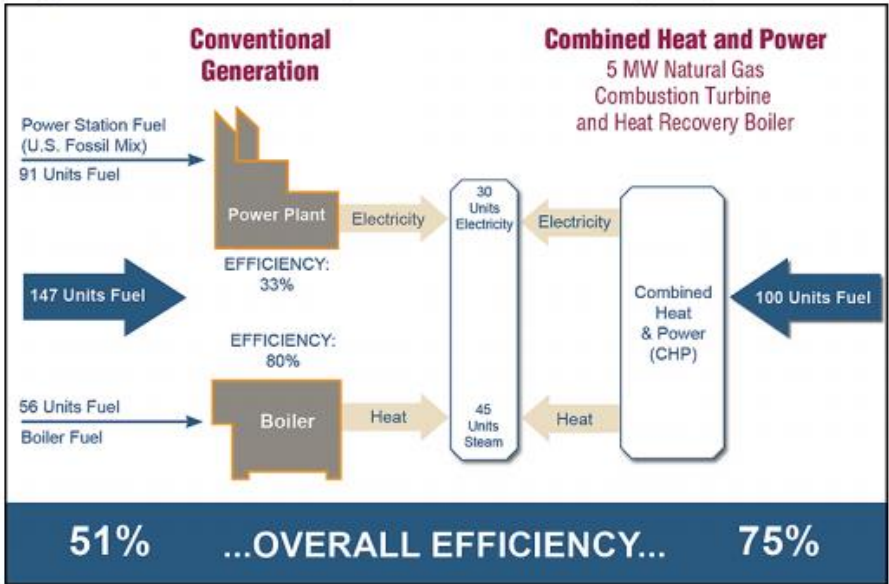 Conventional
Generation
Combined Heat and Power
5 MW Natural Gas
Combustion Turbine
and Heat Recovery Boiler
Power Station Fuel
(U.S. Fossil Mix)
91 Units Fuel
Power Plant
Electricity
30
Units
Electricity
Electricity
EFFICIENCY:
33%
147 Units Fuel
Combined
Heat
& Power
(CHP)
100 Units Fuel
EFFICIENCY:
80%
56 Units Fuel
Boiler Fuel
Boiler
Heat
45
Units
Steam
Heat
51% ...OVERALL EFFICIENCY... 75%